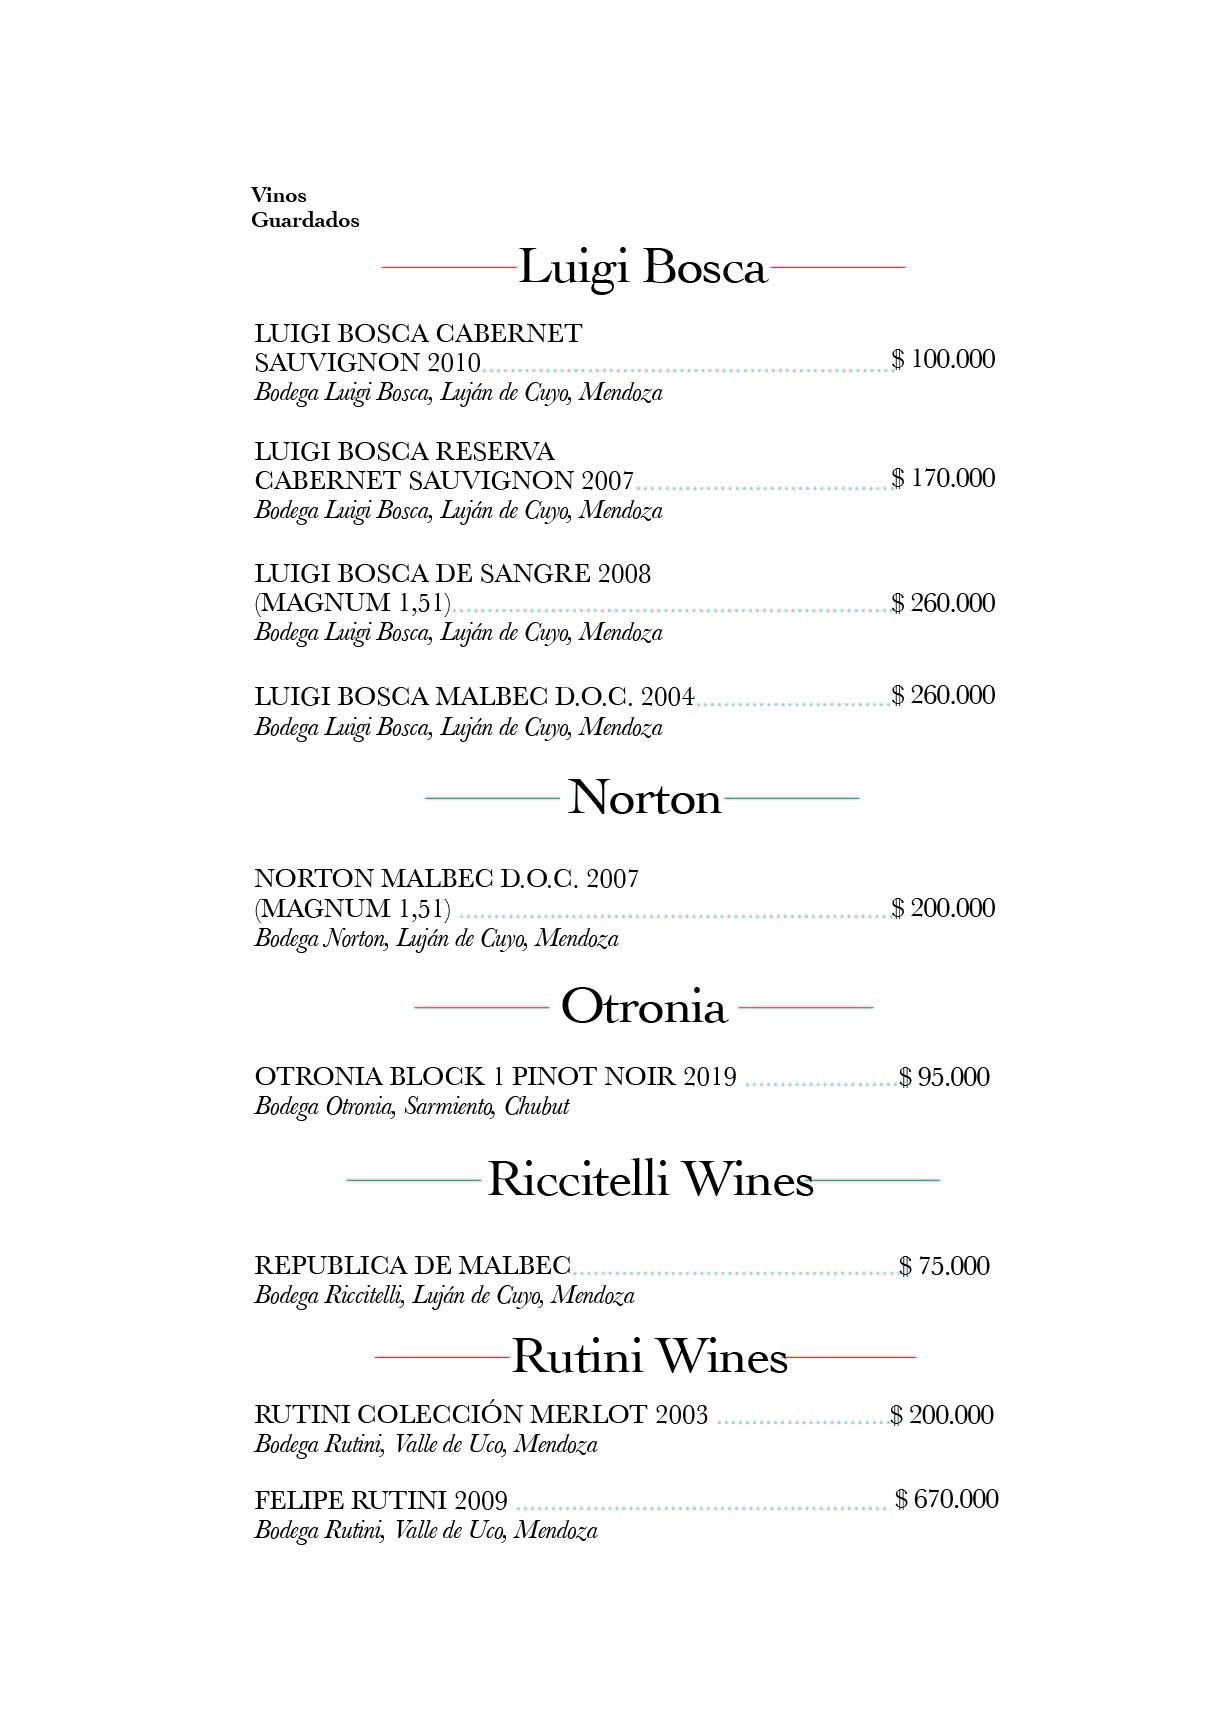 Vinos
Guardados
Luigi Bosca
LUIGI BOSCA CABERNET
SAUVIGNON 2010 $ 100.000
Bodega Luigi Bosca, Luján de Cuyo, Mendoza
LUIGI BOSCA RESERVA
CABERNET SAUVIGNON 2007 $ 170.000
Bodega Luigi Bosca, Luján de Cuyo, Mendoza
LUIGI BOSCA DE SANGRE 2008
(MAGNUM 1,51) $ 260.000
Bodega Luigi Bosca, Luján de Cuyo, Mendoza
LUIGI BOSCA MALBEC D.O.C. 2004 $ 260.000
Bodega Luigi Bosca, Luján de Cuyo, Mendoza
Norton
NORTON MALBEC D.O.C. 2007
(MAGNUM 1,51) $ 200.000
Bodega Norton, Luján de Cuyo, Mendoza
Otronia
OTRONIA BLOCK 1 PINOT NOIR 2019 $ 95.000
Bodega Otronia, Sarmiento, Chubut
Riccitelli Wines
REPUBLICA DE MALBEC $ 75.000
Bodega Riccitelli, Luján de Cuyo, Mendoza
Rutini Wines
RUTINI COLECCIÓN MERLOT 2003 $ 200.000
Bodega Rutini, Valle de Uco, Mendoza
FELIPE RUTINI 2009 $ 670.000
Bodega Rutini, Valle de Uco, Mendoza